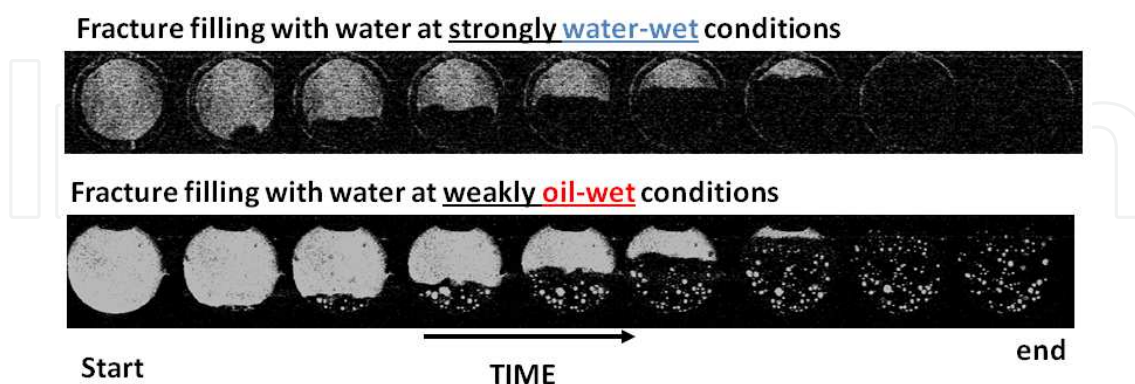 Fracture filling with water at strongly water-wet conditions
Fracture filling with water at weakly oil-wet conditions
Start
TIME
end